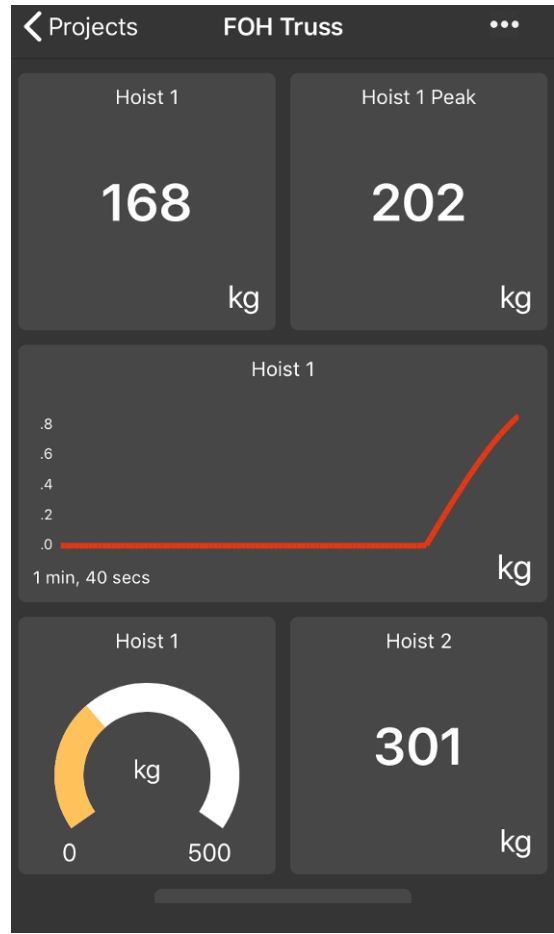 Projects
FOH Truss
Hoist 1
168
kg
Hoist 1 Peak
202
kg
Hoist 1
.8
.6
.4
.2
.0
1 min, 40 secs
kg
Hoist 1
kg
0
500
Hoist 2
301
kg